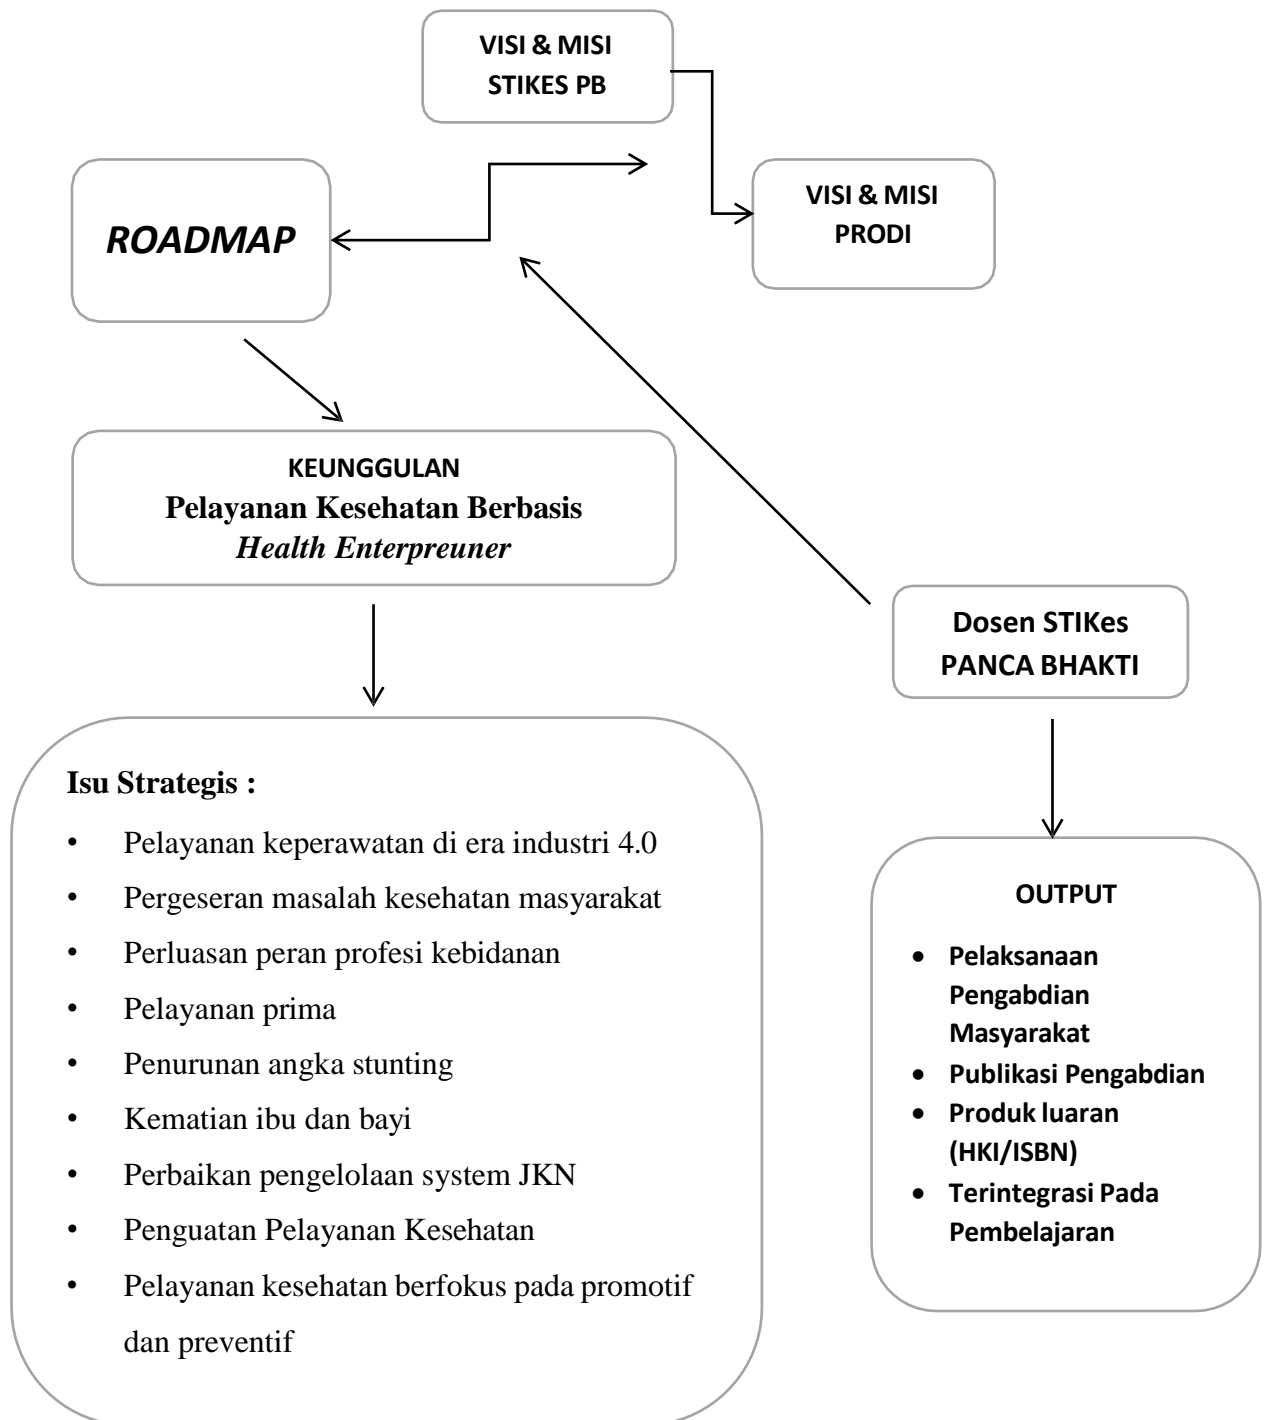 VISI & MISI
STIKES PB
VISI & MISI
PRODI
ROADMAP
KEUNGGULAN
Pelayanan Kesehatan Berbasis
Health Enterpreuner
Dosen STIKes
PANCA BHAKTI
Isu Strategis :
• Pelayanan keperawatan di era industri 4.0
• Pergeseran masalah kesehatan masyarakat
• Perluasan peran profesi kebidanan
• Pelayanan prima
• Penurunan angka stunting
• Kematian ibu dan bayi
• Perbaikan pengelolaan system JKN
• Penguatan Pelayanan Kesehatan
• Pelayanan kesehatan berfokus pada promotif
dan preventif
OUTPUT
• Pelaksanaan
Pengabdian
Masyarakat
• Publikasi Pengabdian
• Produk luaran
(HKI/ISBN)
• Terintegrasi Pada
Pembelajaran